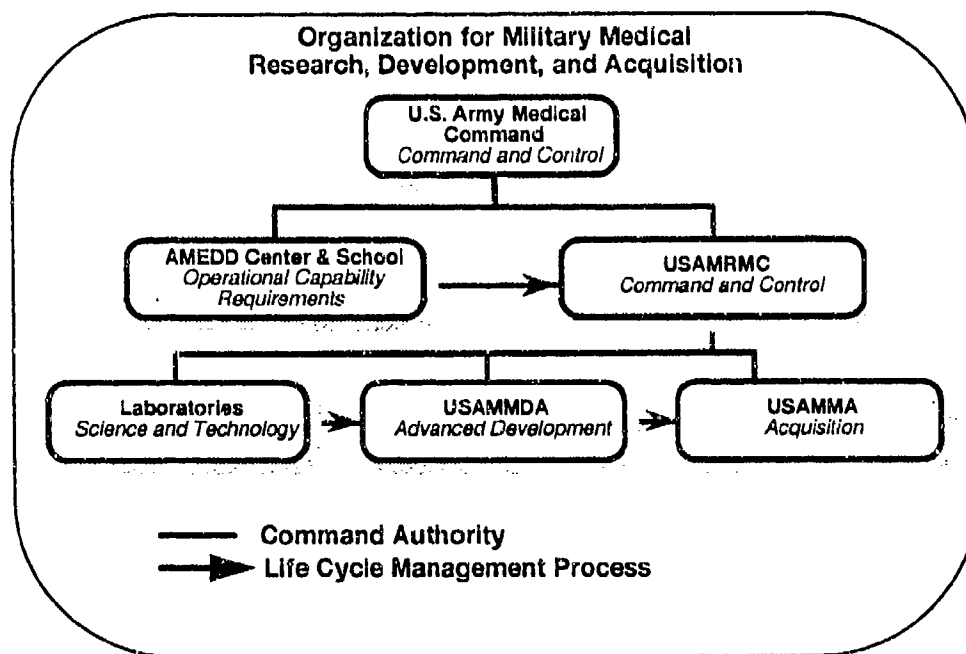 Organization for Military Medical
Research, Development, and Acquisition
U.S. Army Medical
Command
Command and Control
AMEDD Center & School
Operational Capability
Requirements
USAMRMC
Command and Control
Laboratories
Science and Technology
USAMMDA
Advanced Development
USAMMA
Acquisition
Command Authority
Life Cycle Management Process